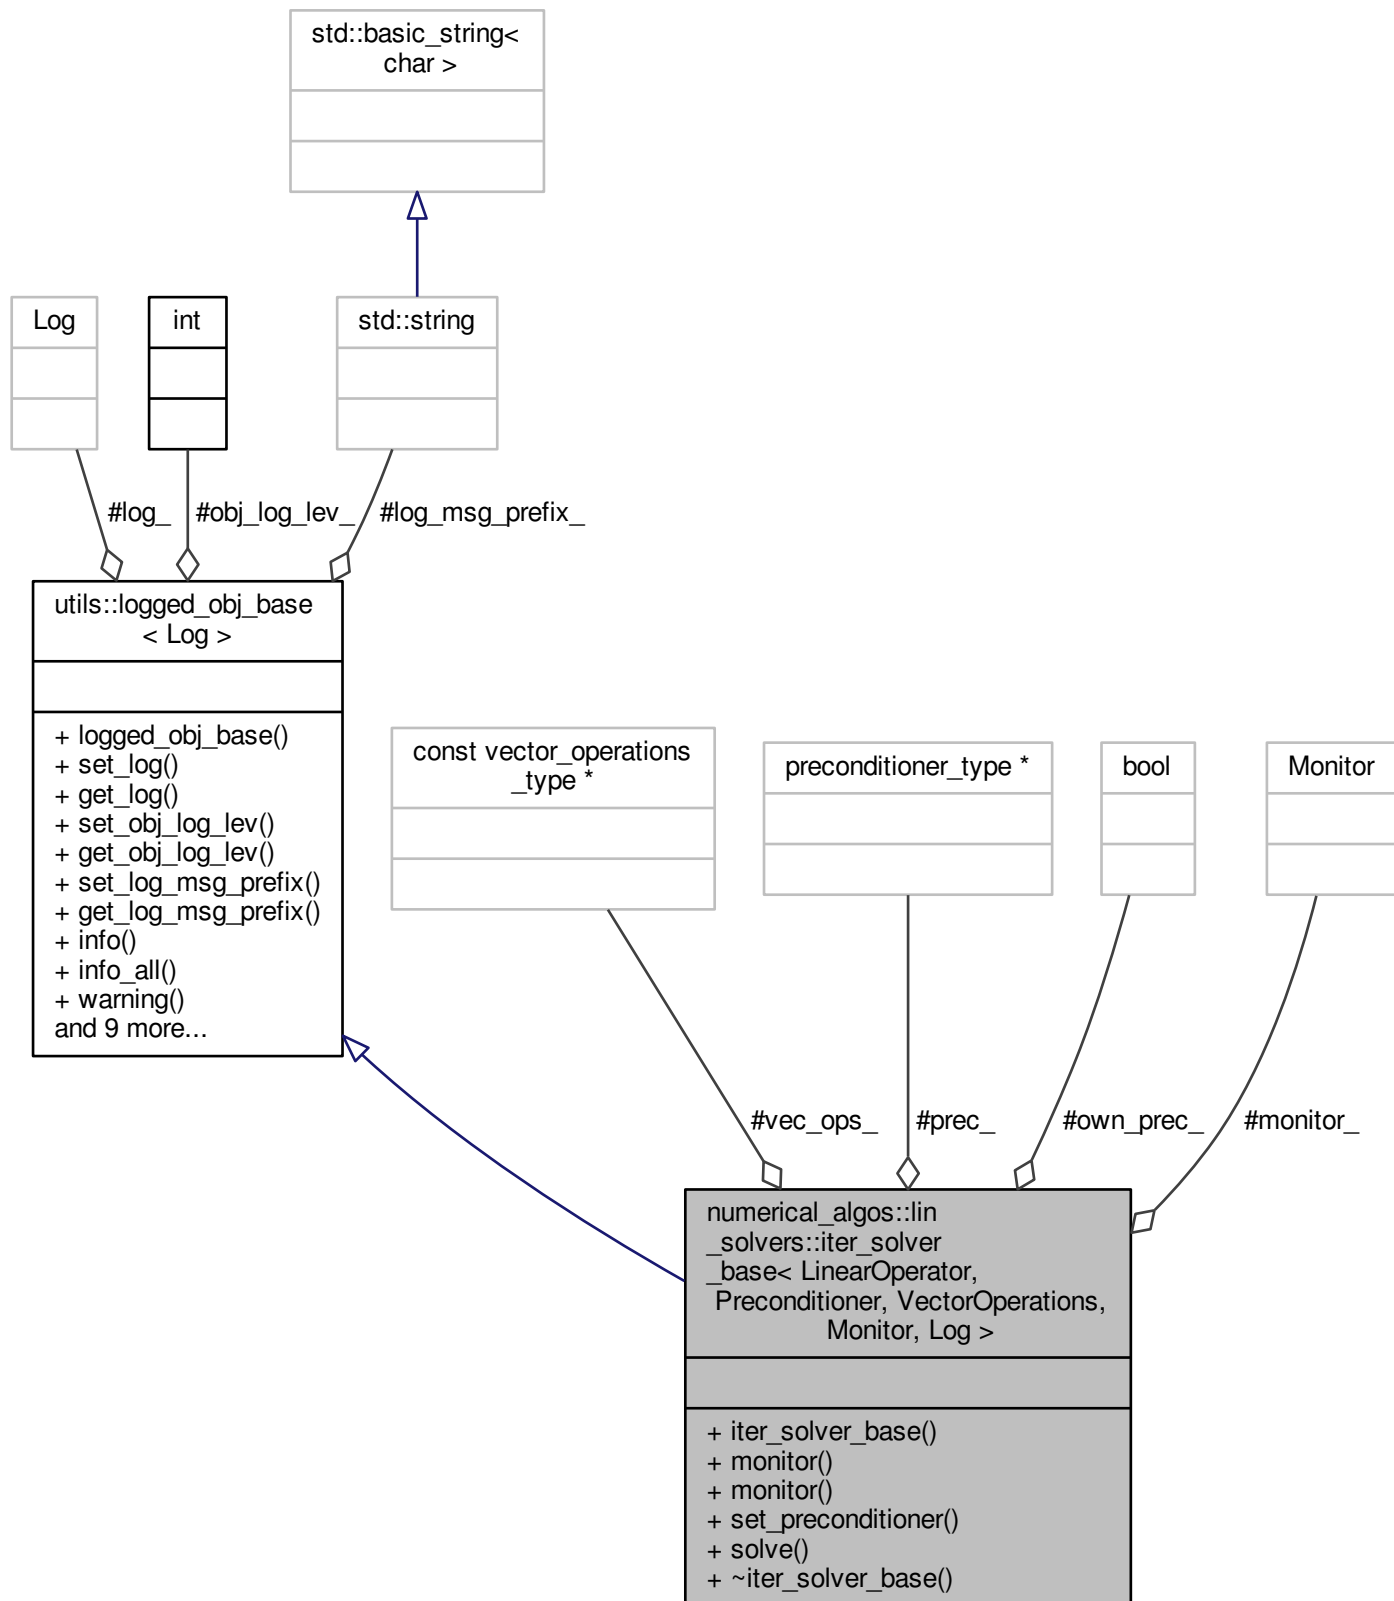 std::basic_string<
char >
Log
int
std::string
#log_
#obj_log_lev_
#log_msg_prefix_
utils::logged_obj_base
< Log >
+ logged_obj_base()
+ set_log()
+ get_log()
+ set_obj_log_lev()
+ get_obj_log_lev()
+ set_log_msg_prefix()
+ get_log_msg_prefix()
+ info()
+ info_all()
+ warning()
and 9 more...
const vector_operations
_type *
preconditioner_type *
bool
Monitor
#vec_ops_
#prec_
#own_prec_
#monitor_
numerical_algos::lin
_solvers::iter_solver
_base< LinearOperator,
Preconditioner, VectorOperations,
Monitor, Log >
+ iter_solver_base()
+ monitor()
+ monitor()
+ set_preconditioner()
+ solve()
+ ~iter_solver_base()